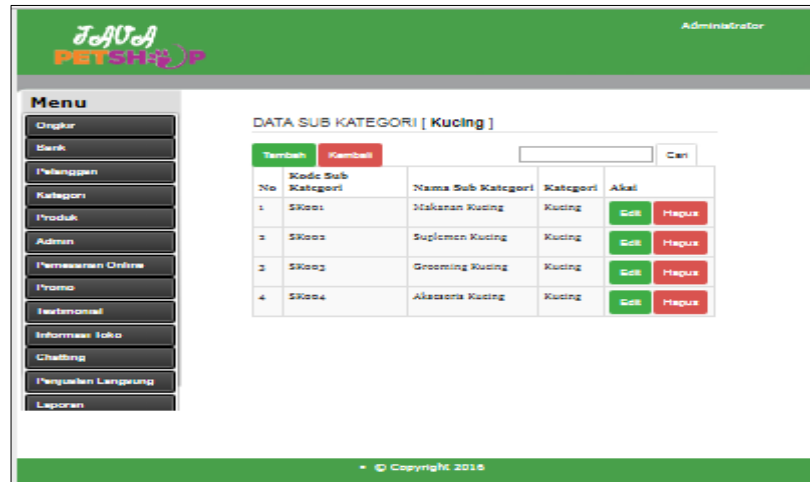 JAVA
PETSHOP
Administrator
Menu
Ongkir
Bank
Pelanggan
Kategori
Produk
Admin
Pemesanan Online
Promo
Testimonial
Informasi Toko
Chatting
Penjualan Langsung
Laporan
DATA SUB KATEGORI [ Kucing ]
Tambah Kembali Cari
No Kode Sub Kategori Nama Sub Kategori Kategori Aksi
1 SK001 Makanan Kucing Kucing Edit Hapus
2 SK002 Suplemen Kucing Kucing Edit Hapus
3 SK003 Grooming Kucing Kucing Edit Hapus
4 SK004 Aksesoris Kucing Kucing Edit Hapus
• © Copyright 2016